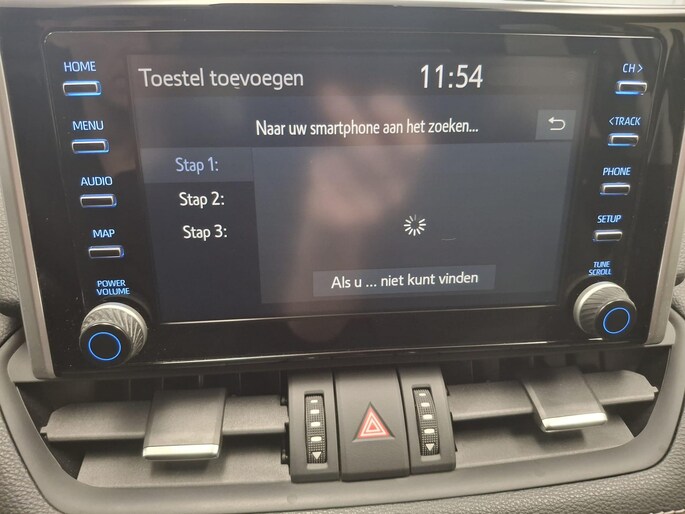 Toestel toevoegen 11:54
Naar uw smartphone aan het zoeken...
Stap 1:
Stap 2:
Stap 3:
Als u ... niet kunt vinden
HOME
MENU
AUDIO
MAP
POWER
VOLUME
CH >
<TRACK
PHONE
SETUP
TUNE
SCROLL